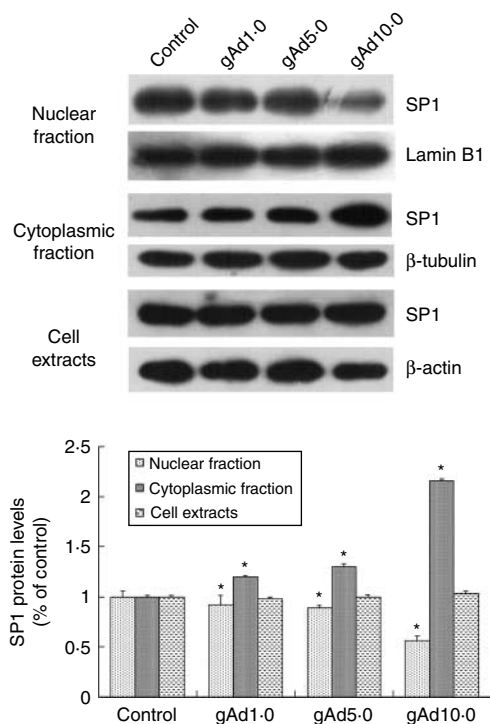 Control gAd1·0 gAd5·0 gAd10·0
Nuclear
fraction
SP1
Lamin B1
Cytoplasmic
fraction
SP1
β-tubulin
Cell
extracts
SP1
β-actin
SP1 protein levels
(% of control)
2·5
2
1·5
1
0·5
0
Nuclear fraction
Cytoplasmic fraction
Cell extracts
* * * * * *
Control gAd1·0 gAd5·0 gAd10·0